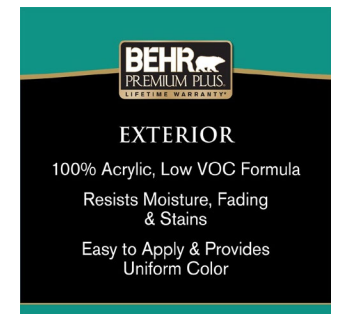 BEHR
PREMIUM PLUS
LIFETIME WARRANTY*
EXTERIOR
100% Acrylic, Low VOC Formula
Resists Moisture, Fading
& Stains
Easy to Apply & Provides
Uniform Color